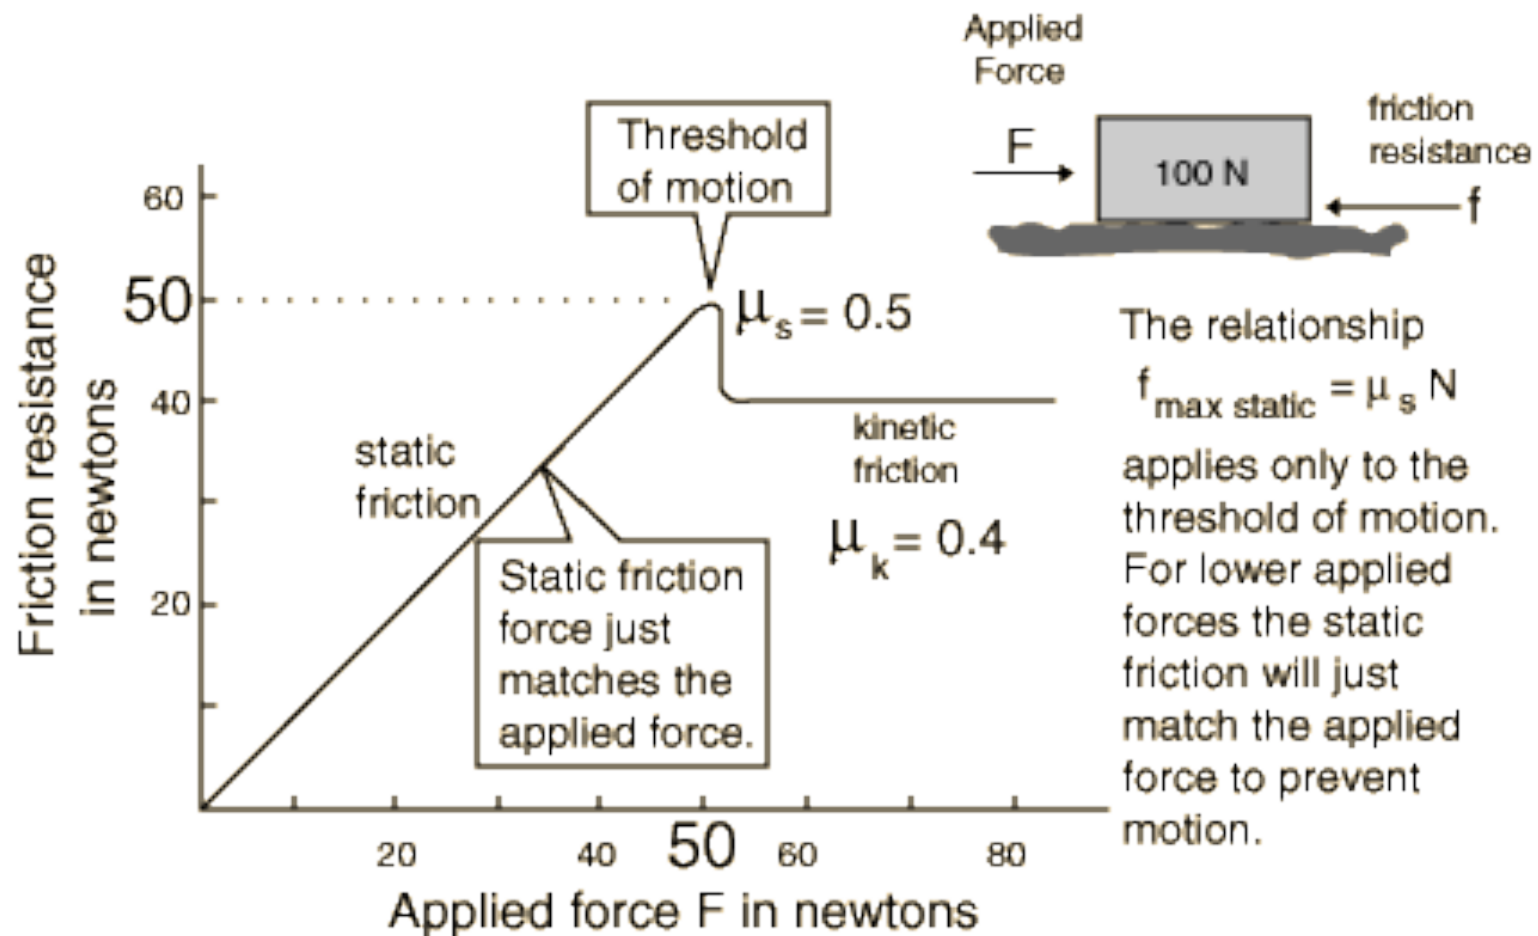 Applied
Force
F
100 N
friction
resistance
f
Threshold
of motion
60
50
40
20
Friction resistance
in newtons
μs = 0.5
static
friction
kinetic
friction
μk = 0.4
Static friction
force just
matches the
applied force.
20
40
50
60
80
Applied force F in newtons
The relationship
f max static = μ s N
applies only to the
threshold of motion.
For lower applied
forces the static
friction will just
match the applied
force to prevent
motion.